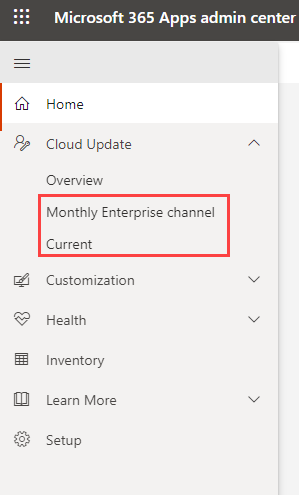 Microsoft 365 Apps admin center
Home
Cloud Update
Overview
Monthly Enterprise channel
Current
Customization
Health
Inventory
Learn More
Setup